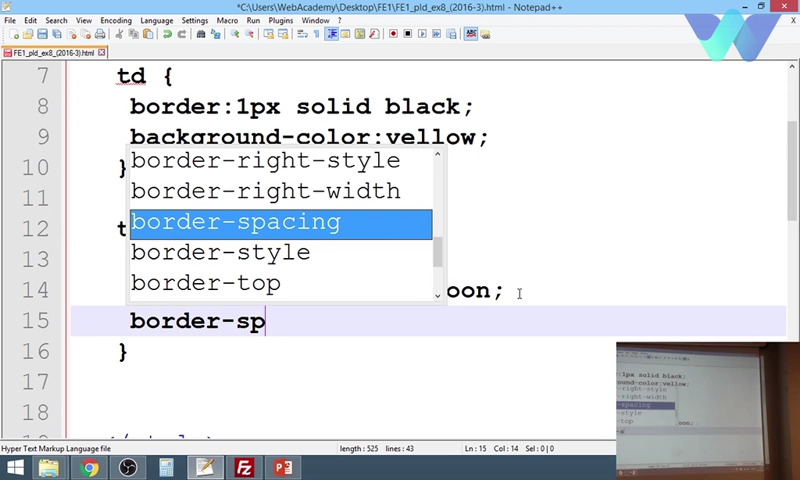 *C:\Users\WebAcademy\Desktop\FE1\FE1_pld_ex8_(2016-3).html - Notepad++
File Edit Search View Encoding Language Settings Macro Run Plugins Window ?
FE1_pld_ex8_(2016-3).html
7 td {
8 border:1px solid black;
9 background-color:yellow;
10 }
border-right-style
11
border-right-width
12 t
border-spacing
13
border-style
14 oon;
border-top
15 border-sp
16 }
17
18
Hyper Text Markup Language file length : 525 lines : 43 Ln : 15 Col : 14 Sel : 0 | 0